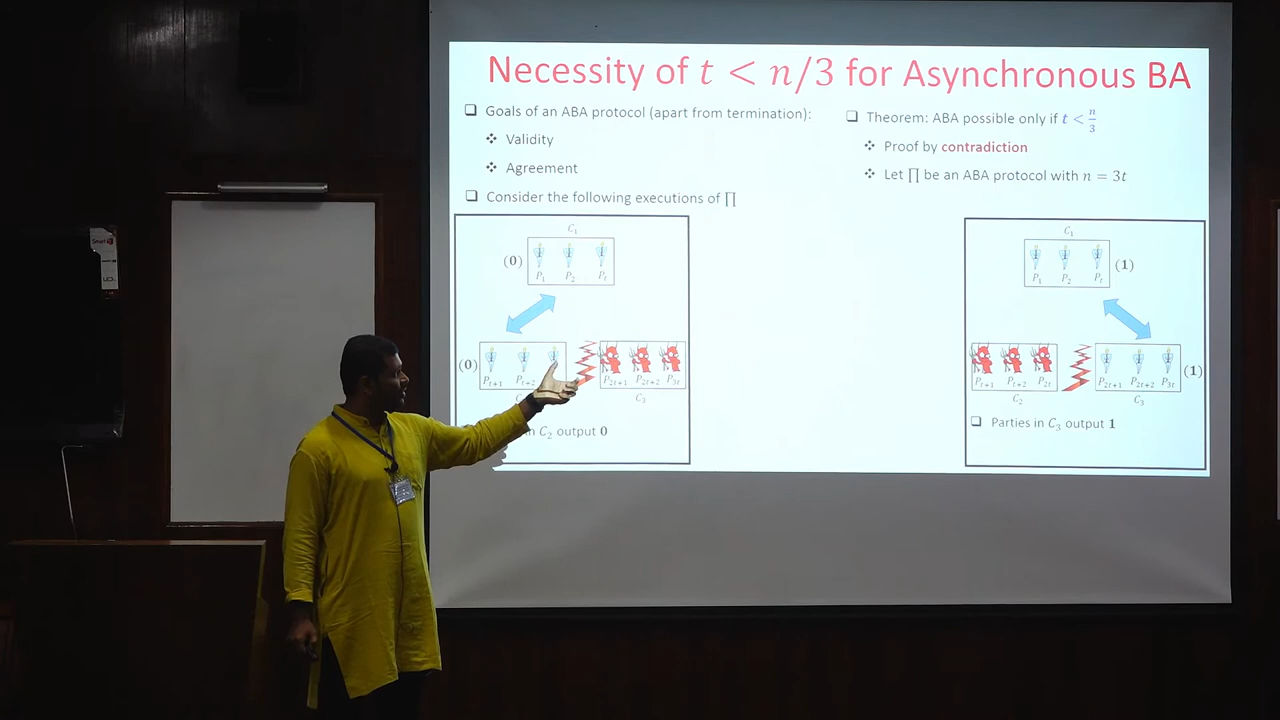 Necessity of t < n/3 for Asynchronous BA
❑ Goals of an ABA protocol (apart from termination):
❖ Validity
❖ Agreement
❑ Consider the following executions of ∏
❑ Theorem: ABA possible only if t < n/3
❖ Proof by contradiction
❖ Let ∏ be an ABA protocol with n = 3t
C₁
(0)
P₁ P₂ Pₜ
(0)
Pₜ₊₁ Pₜ₊₂
P₂ₜ₊₁ P₂ₜ₊₂ P₃ₜ
C₃
in C₂ output 0
C₁
(1)
P₁ P₂ Pₜ
(1)
Pₜ₊₁ Pₜ₊₂ P₂ₜ
P₂ₜ₊₁ P₂ₜ₊₂ P₃ₜ
C₂ C₃
❑ Parties in C₃ output 1
Smart